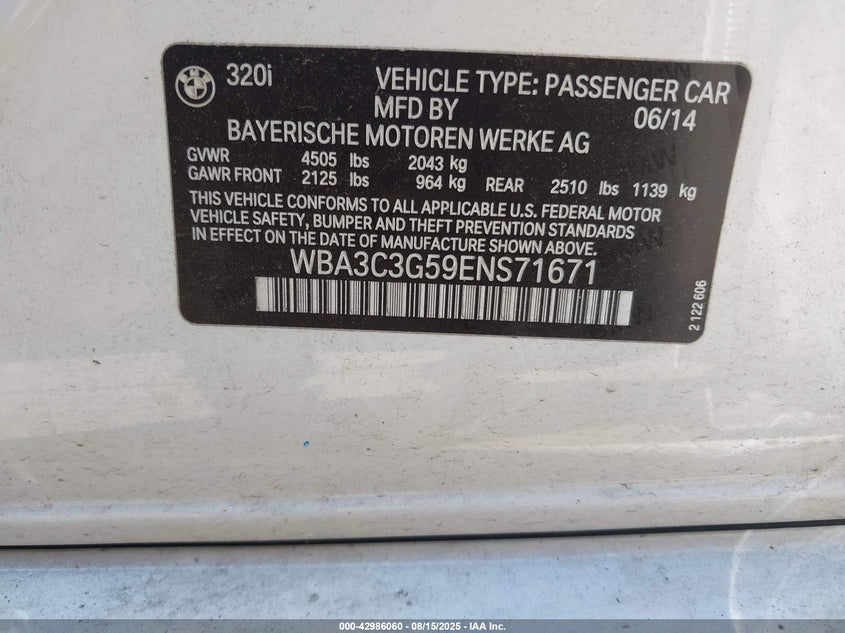 320i VEHICLE TYPE: PASSENGER CAR
MFD BY 06/14
BAYERISCHE MOTOREN WERKE AG
GVWR 4505 lbs 2043 kg
GAWR FRONT 2125 lbs 964 kg REAR 2510 lbs 1139 kg
THIS VEHICLE CONFORMS TO ALL APPLICABLE U.S. FEDERAL MOTOR
VEHICLE SAFETY, BUMPER AND THEFT PREVENTION STANDARDS
IN EFFECT ON THE DATE OF MANUFACTURE SHOWN ABOVE.
WBA3C3G59ENS71671
2 122 606
000-42986060 - 08/15/2025 - IAA Inc.